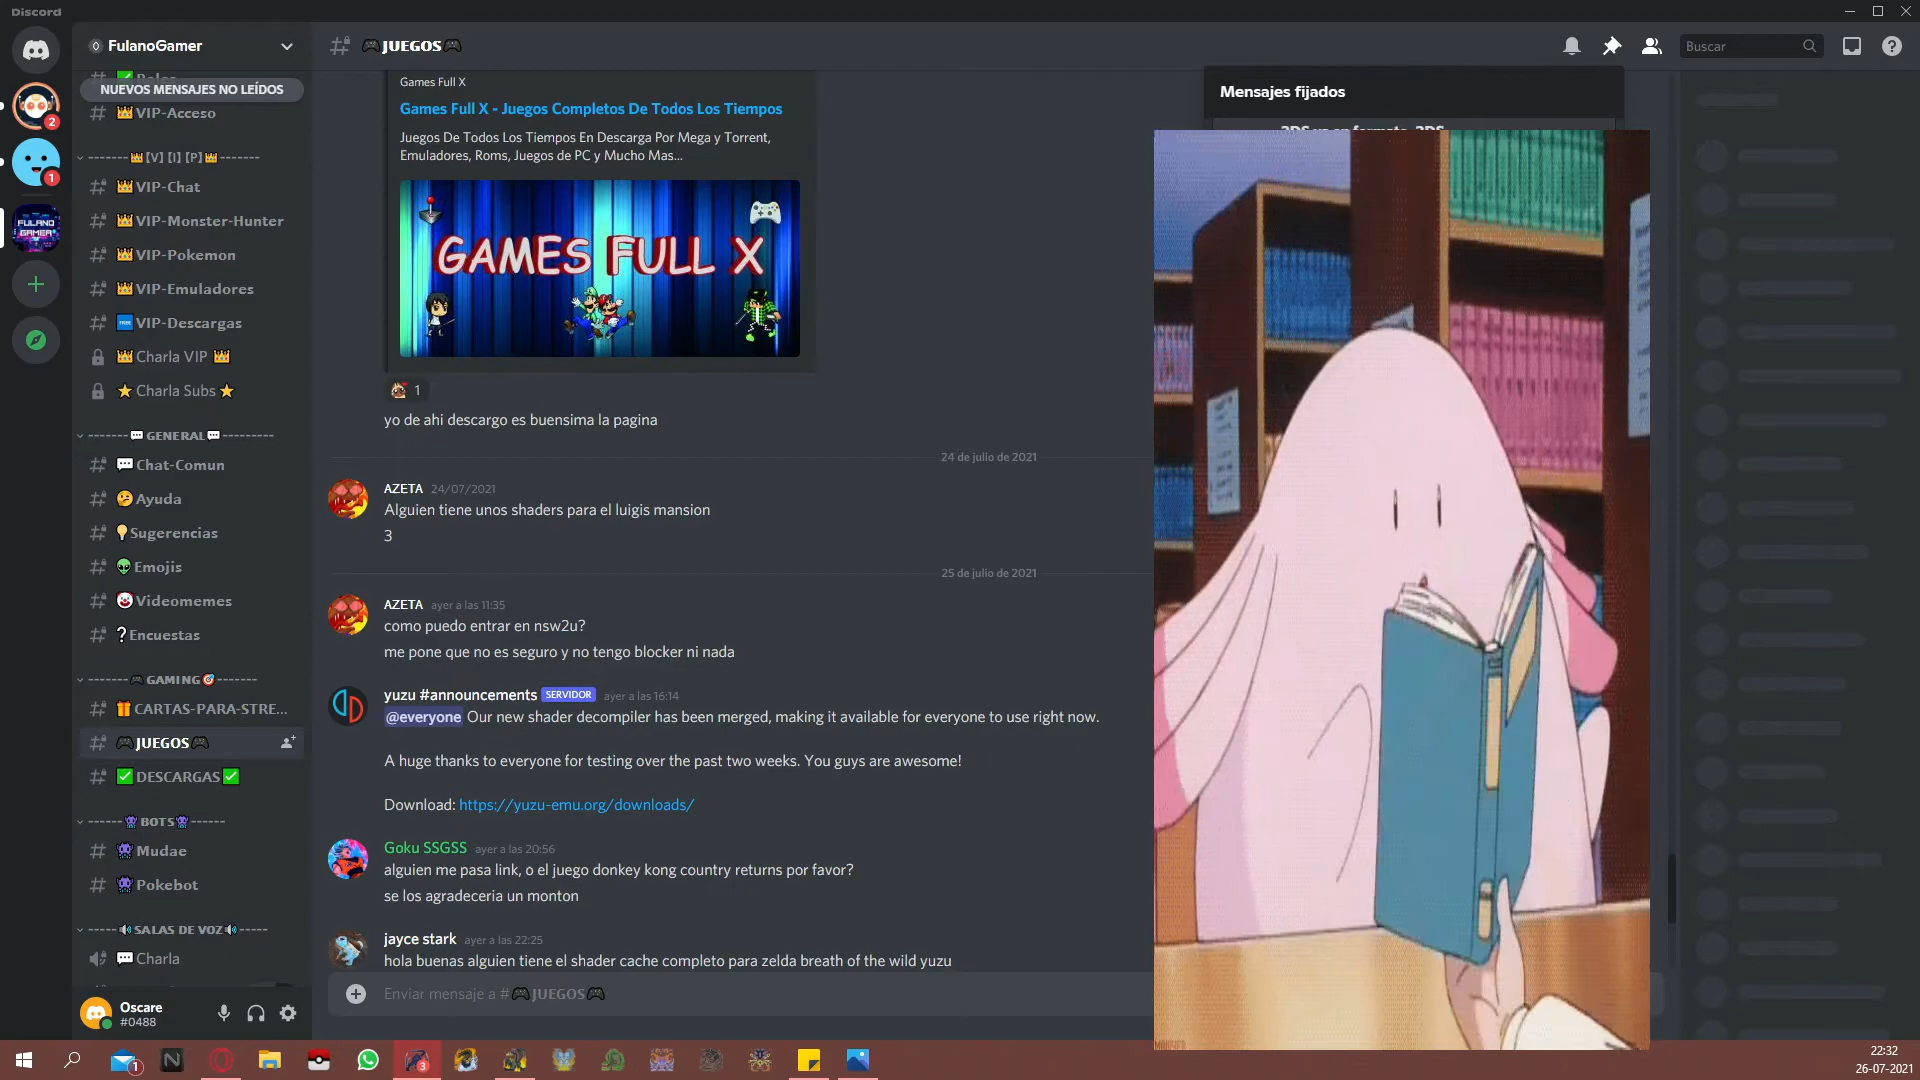 Discord
FulanoGamer
NUEVOS MENSAJES NO LEÍDOS
VIP-Acceso
-------👑[V] [I] [P]👑-------
VIP-Chat
VIP-Monster-Hunter
VIP-Pokemon
VIP-Emuladores
FREE VIP-Descargas
Charla VIP
Charla Subs
-------💬GENERAL💬---------
Chat-Comun
Ayuda
Sugerencias
Emojis
Videomemes
?Encuestas
-------🎮GAMING🎯-------
CARTAS-PARA-STRE...
JUEGOS
DESCARGAS
------👾BOTS👾------
Mudae
Pokebot
-----🔊SALAS DE VOZ🔊-----
Charla
Oscare
#0488
2
1
FULANO
GAMER
🎮JUEGOS🎮
Buscar
Games Full X
Games Full X - Juegos Completos De Todos Los Tiempos
Juegos De Todos Los Tiempos En Descarga Por Mega y Torrent,
Emuladores, Roms, Juegos de PC y Mucho Mas...
GAMES FULL X
1
yo de ahi descargo es buensima la pagina
24 de julio de 2021
AZETA 24/07/2021
Alguien tiene unos shaders para el luigis mansion
3
25 de julio de 2021
AZETA ayer a las 11:35
como puedo entrar en nsw2u?
me pone que no es seguro y no tengo blocker ni nada
yuzu #announcements SERVIDOR ayer a las 16:14
@everyone Our new shader decompiler has been merged, making it available for everyone to use right now.
A huge thanks to everyone for testing over the past two weeks. You guys are awesome!
Download: https://yuzu-emu.org/downloads/
Goku SSGSS ayer a las 20:56
alguien me pasa link, o el juego donkey kong country returns por favor?
se los agradeceria un monton
jayce stark ayer a las 22:25
hola buenas alguien tiene el shader cache completo para zelda breath of the wild yuzu
Enviar mensaje a #🎮JUEGOS🎮
Mensajes fijados
1
3
22:32
26-07-2021